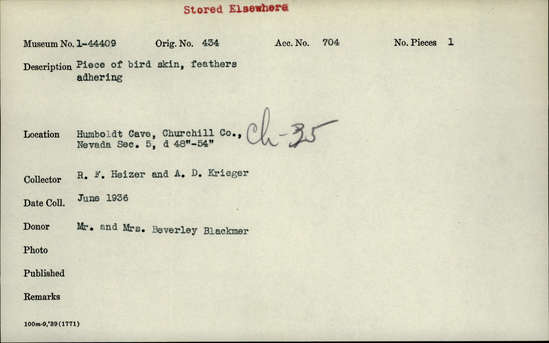 Stored Elsewhere
Museum No. 1-44409 Orig. No. 434 Acc. No. 704 No. Pieces 1
Description Piece of bird skin, feathers
adhering
Location Humboldt Cave, Churchill Co.,
Nevada Sec. 5, d 48"-54" Ch-35
Collector R. F. Heizer and A. D. Krieger
Date Coll. June 1936
Donor Mr. and Mrs. Beverley Blackmer
Photo
Published
Remarks
100m-9,'39(1771)